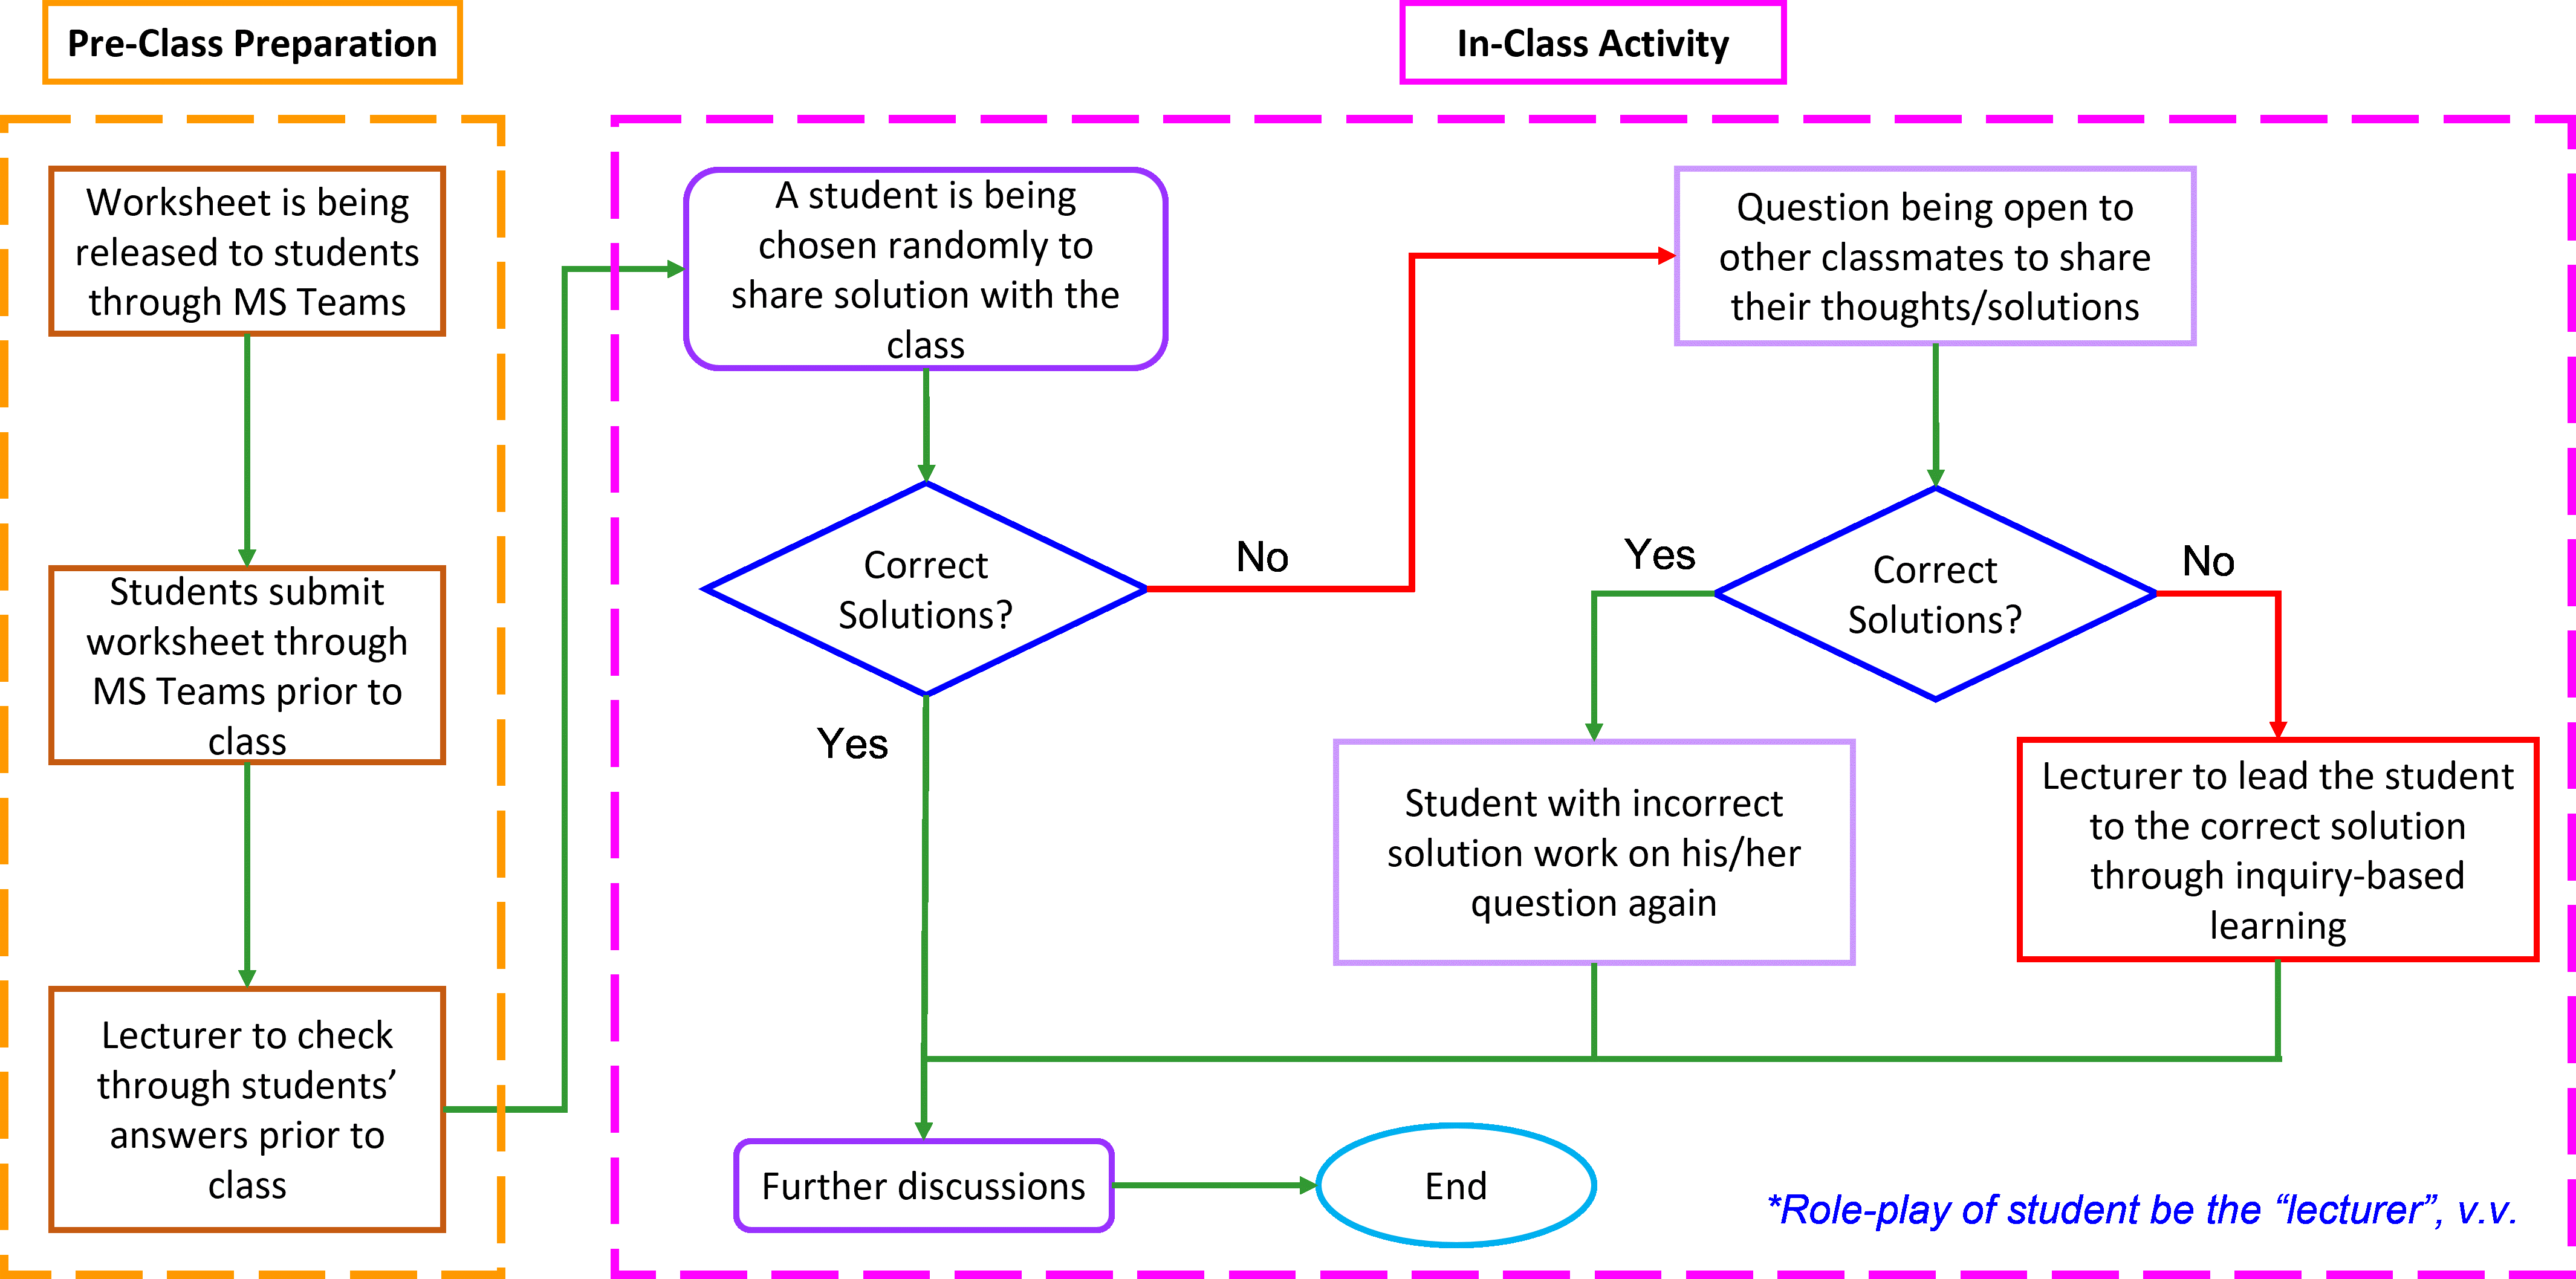 Pre-Class Preparation
Worksheet is being
released to students
through MS Teams
Students submit
worksheet through
MS Teams prior to
class
Lecturer to check
through students’
answers prior to
class
In-Class Activity
A student is being
chosen randomly to
share solution with the
class
Correct
Solutions?
No
Yes
Question being open to
other classmates to share
their thoughts/solutions
Correct
Solutions?
Yes
No
Student with incorrect
solution work on his/her
question again
Lecturer to lead the student
to the correct solution
through inquiry-based
learning
Further discussions
End
*Role-play of student be the “lecturer”, v.v.